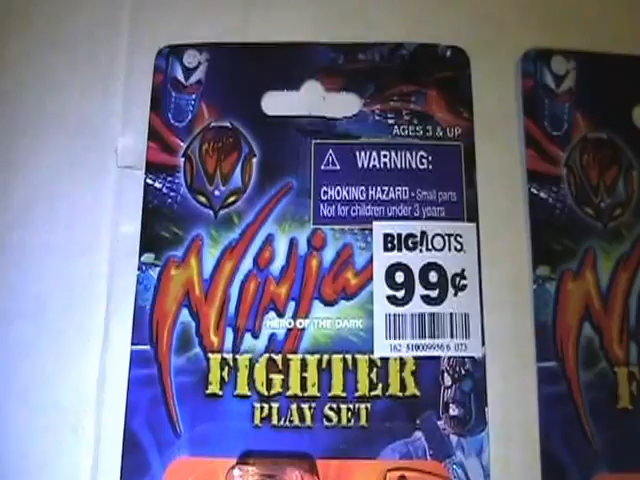 AGES 3 & UP
WARNING:
CHOKING HAZARD - Small parts
Not for children under 3 years
BIG!LOTS.
99¢
Ninja
HERO OF THE DARK
FIGHTER
PLAY SET
F